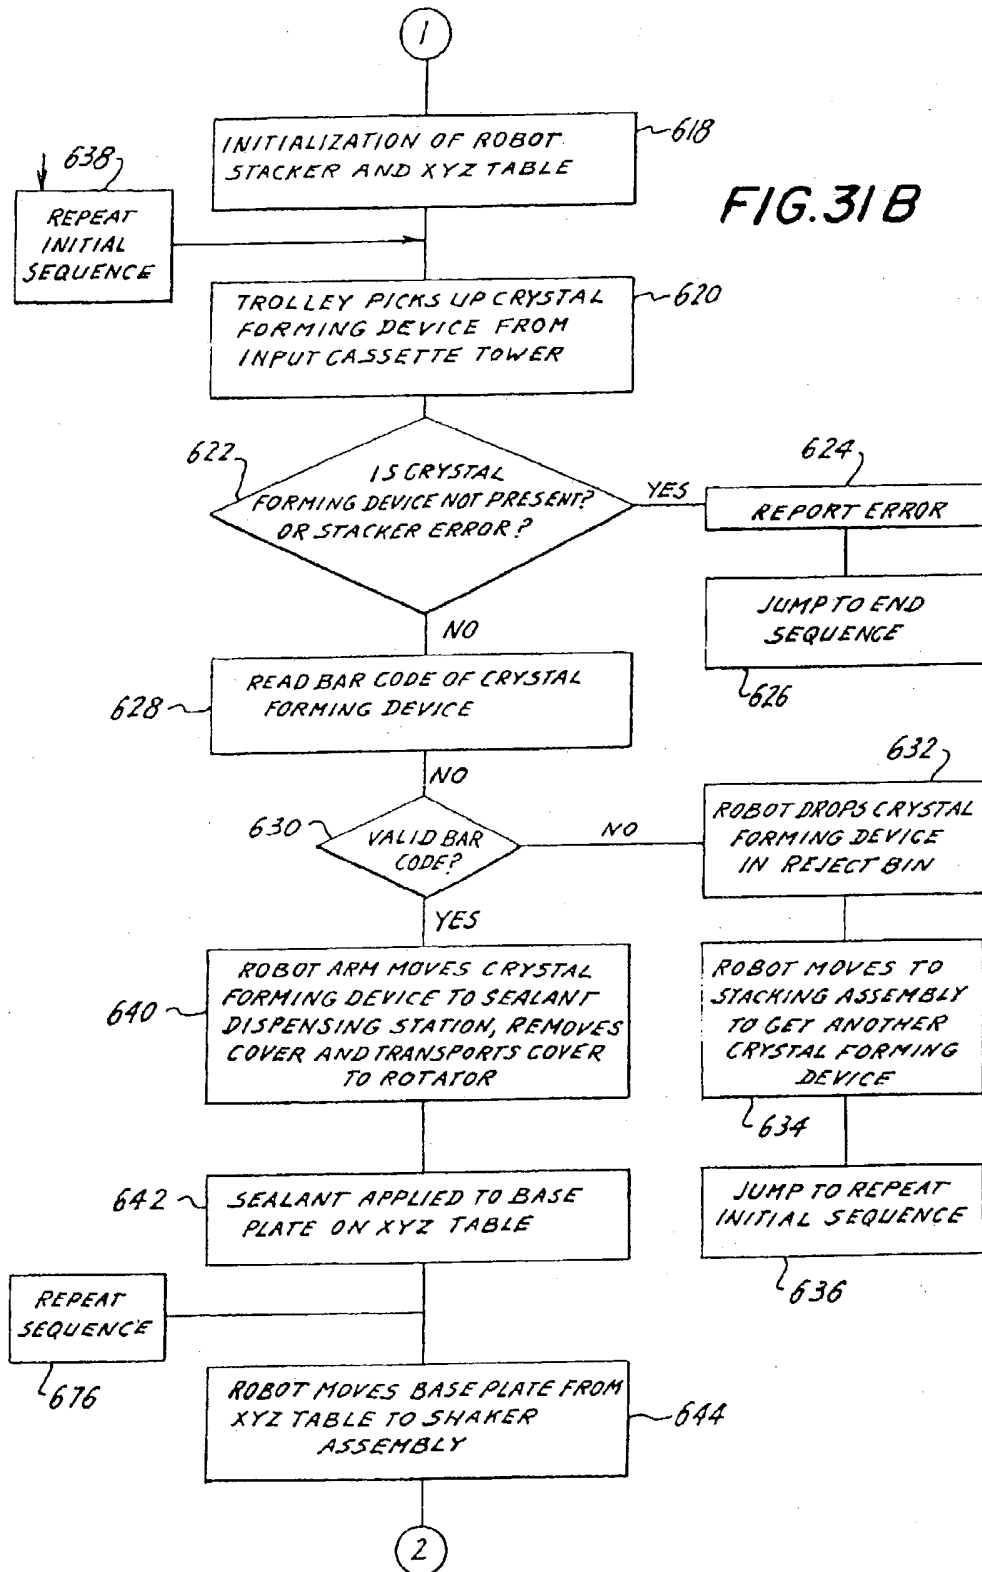 1
INITIALIZATION OF ROBOT
STACKER AND XYZ TABLE
618
FIG.31B
638
REPEAT
INITIAL
SEQUENCE
TROLLEY PICKS UP CRYSTAL
FORMING DEVICE FROM
INPUT CASSETTE TOWER
620
622
IS CRYSTAL
FORMING DEVICE NOT PRESENT?
OR STACKER ERROR?
YES
624
REPORT ERROR
JUMP TO END
SEQUENCE
626
NO
READ BAR CODE OF CRYSTAL
FORMING DEVICE
628
NO
630
VALID BAR
CODE?
NO
632
ROBOT DROPS CRYSTAL
FORMING DEVICE
IN REJECT BIN
YES
ROBOT ARM MOVES CRYSTAL
FORMING DEVICE TO SEALANT
DISPENSING STATION, REMOVES
COVER AND TRANSPORTS COVER
TO ROTATOR
640
ROBOT MOVES TO
STACKING ASSEMBLY
TO GET ANOTHER
CRYSTAL FORMING
DEVICE
634
642
SEALANT APPLIED TO BASE
PLATE ON XYZ TABLE
JUMP TO REPEAT
INITIAL SEQUENCE
636
REPEAT
SEQUENCE
676
ROBOT MOVES BASE PLATE FROM
XYZ TABLE TO SHAKER
ASSEMBLY
644
2